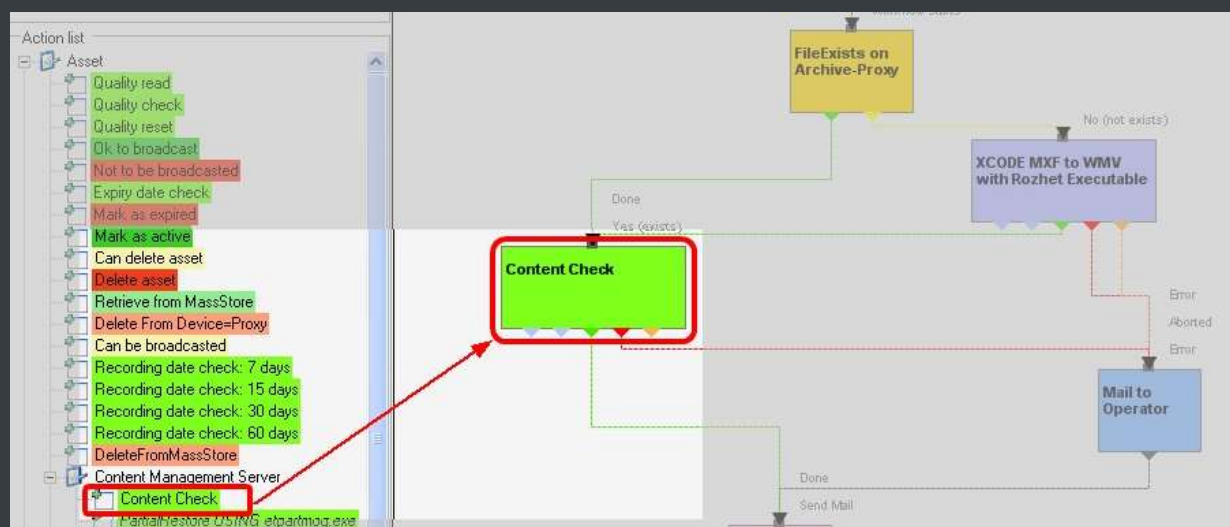 Action list
Asset
Quality read
Quality check
Quality reset
Ok to broadcast
Not to be broadcasted
Expiry date check
Mark as expired
Mark as active
Can delete asset
Delete asset
Retrieve from MassStore
Delete From Device=Proxy
Can be broadcasted
Recording date check: 7 days
Recording date check: 15 days
Recording date check: 30 days
Recording date check: 60 days
DeleteFromMassStore
Content Management Server
Content Check
PartialRestore USING
FileExists on
Archive-Proxy
No (not exists)
XCODE MXF to WMV
with Rozhet Executable
Done
Yes (exists)
Content Check
Error
Aborted
Error
Mail to
Operator
Done
Send Mail